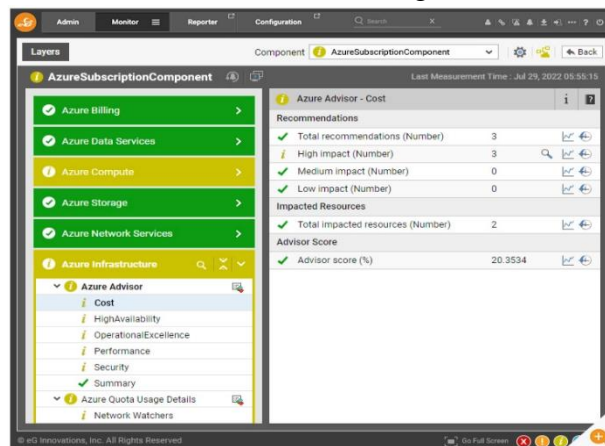 Admin Monitor Reporter Configuration Search
Layers Component AzureSubscriptionComponent Back
AzureSubscriptionComponent Last Measurement Time : Jul 29, 2022 05:55:15
Azure Billing
Azure Data Services
Azure Compute
Azure Storage
Azure Network Services
Azure Infrastructure
Azure Advisor
Cost
HighAvailability
OperationalExcellence
Performance
Security
Summary
Azure Quota Usage Details
Network Watchers
Azure Advisor - Cost
Recommendations
Total recommendations (Number) 3
High impact (Number) 3
Medium impact (Number) 0
Low impact (Number) 0
Impacted Resources
Total impacted resources (Number) 2
Advisor Score
Advisor score (%) 20.3534
© eG Innovations, Inc. All Rights Reserved Go Full Screen